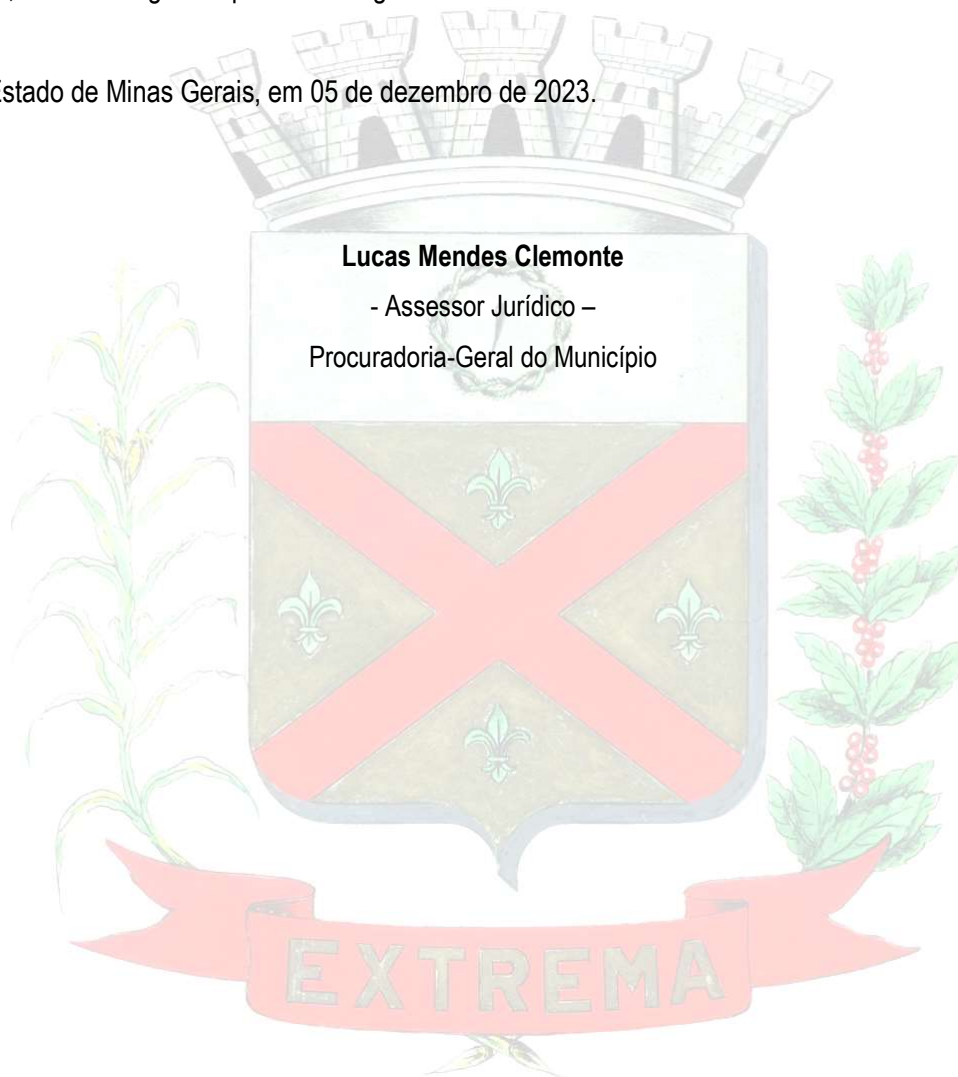 Estado de Minas Gerais, em 05 de dezembro de 2023.
Lucas Mendes Clemonte
- Assessor Jurídico –
Procuradoria-Geral do Município
EXTREMA